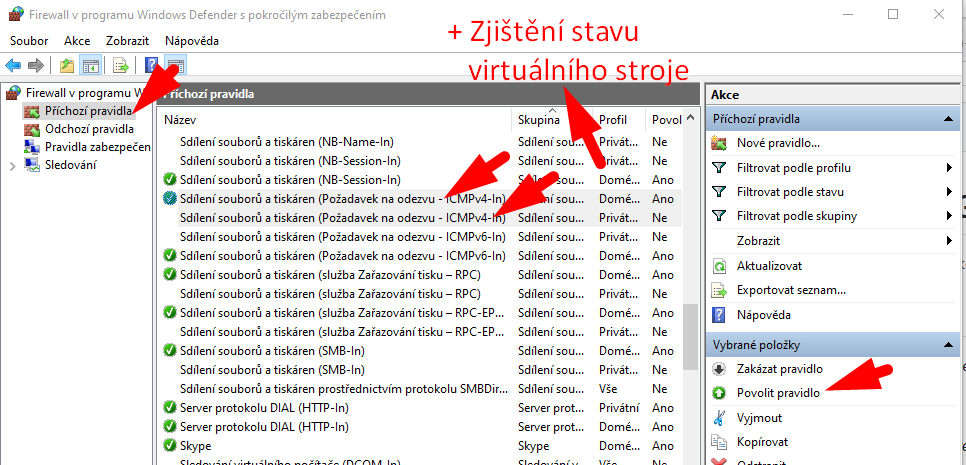 Firewall v programu Windows Defender s pokročilým zabezpečením
Soubor Akce Zobrazit Nápověda
+ Zjištění stavu
virtuálního stroje
Firewall v programu W
Příchozí pravidla
Odchozí pravidla
Pravidla zabezpečen
Sledování
Příchozí pravidla
Název Skupina Profil Povol
Sdílení souborů a tiskáren (NB-Name-In) Sdílení sou... Privát... Ne
Sdílení souborů a tiskáren (NB-Session-In) Sdílení sou... Privát... Ne
Sdílení souborů a tiskáren (NB-Session-In) Sdílení sou... Domé... Ano
Sdílení souborů a tiskáren (Požadavek na odezvu - ICMPv4-In) Sdílení sou... Domé... Ano
Sdílení souborů a tiskáren (Požadavek na odezvu - ICMPv4-In) Sdílení sou... Privát... Ne
Sdílení souborů a tiskáren (Požadavek na odezvu - ICMPv6-In) Sdílení sou... Privát... Ne
Sdílení souborů a tiskáren (Požadavek na odezvu - ICMPv6-In) Sdílení sou... Domé... Ano
Sdílení souborů a tiskáren (služba Zařazování tisku – RPC) Sdílení sou... Domé... Ano
Sdílení souborů a tiskáren (služba Zařazování tisku – RPC) Sdílení sou... Privát... Ne
Sdílení souborů a tiskáren (služba Zařazování tisku – RPC-EP... Sdílení sou... Domé... Ano
Sdílení souborů a tiskáren (služba Zařazování tisku – RPC-EP... Sdílení sou... Privát... Ne
Sdílení souborů a tiskáren (SMB-In) Sdílení sou... Domé... Ano
Sdílení souborů a tiskáren (SMB-In) Sdílení sou... Privát... Ne
Sdílení souborů a tiskáren prostřednictvím protokolu SMBDir... Sdílení sou... Vše Ne
Server protokolu DIAL (HTTP-In) Server prot... Privátní Ano
Server protokolu DIAL (HTTP-In) Server prot... Domé... Ano
Skype Skype Domé... Ano
Sledování virtuálního počítače (DCOM-In)
Akce
Příchozí pravidla
Nové pravidlo...
Filtrovat podle profilu
Filtrovat podle stavu
Filtrovat podle skupiny
Zobrazit
Aktualizovat
Exportovat seznam...
Nápověda
Vybrané položky
Zakázat pravidlo
Povolit pravidlo
Vyjmout
Kopírovat
Odstranit